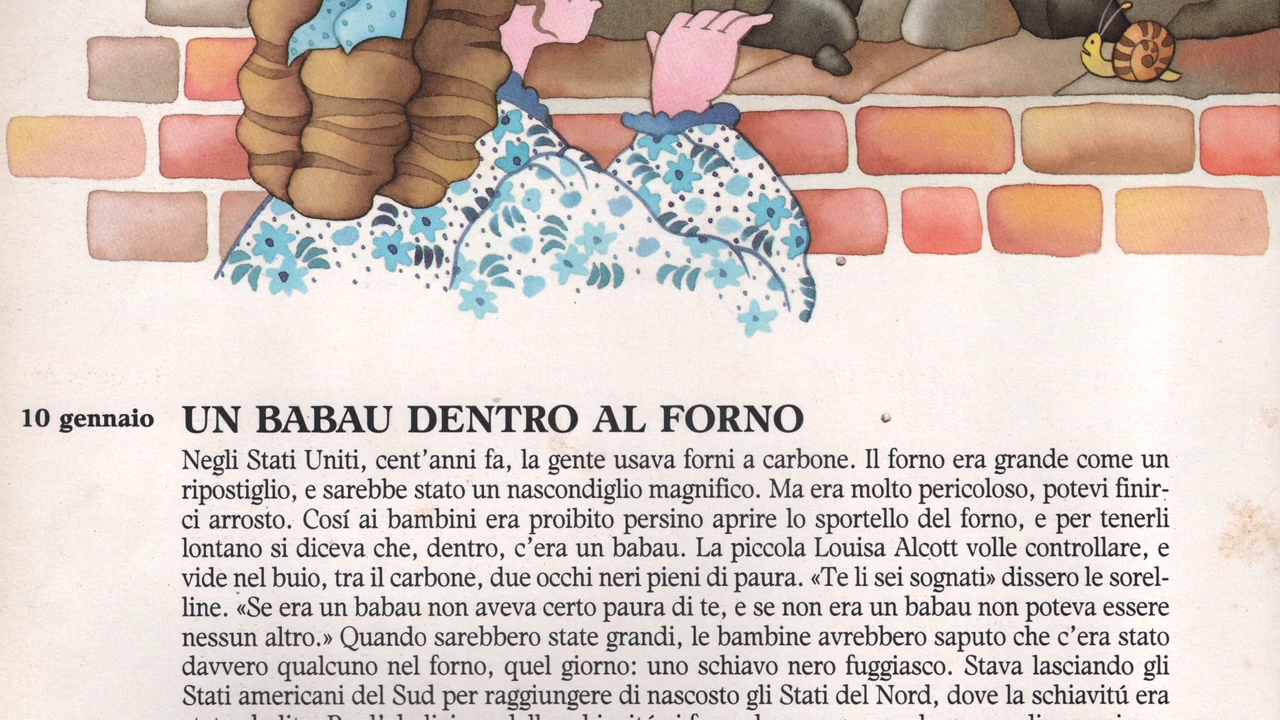 10 gennaio UN BABAU DENTRO AL FORNO
Negli Stati Uniti, cent'anni fa, la gente usava forni a carbone. Il forno era grande come un
ripostiglio, e sarebbe stato un nascondiglio magnifico. Ma era molto pericoloso, potevi finir-
ci arrosto. Cosí ai bambini era proibito persino aprire lo sportello del forno, e per tenerli
lontano si diceva che, dentro, c'era un babau. La piccola Louisa Alcott volle controllare, e
vide nel buio, tra il carbone, due occhi neri pieni di paura. «Te li sei sognati» dissero le sorel-
line. «Se era un babau non aveva certo paura di te, e se non era un babau non poteva essere
nessun altro.» Quando sarebbero state grandi, le bambine avrebbero saputo che c'era stato
davvero qualcuno nel forno, quel giorno: uno schiavo nero fuggiasco. Stava lasciando gli
Stati americani del Sud per raggiungere di nascosto gli Stati del Nord, dove la schiavitú era